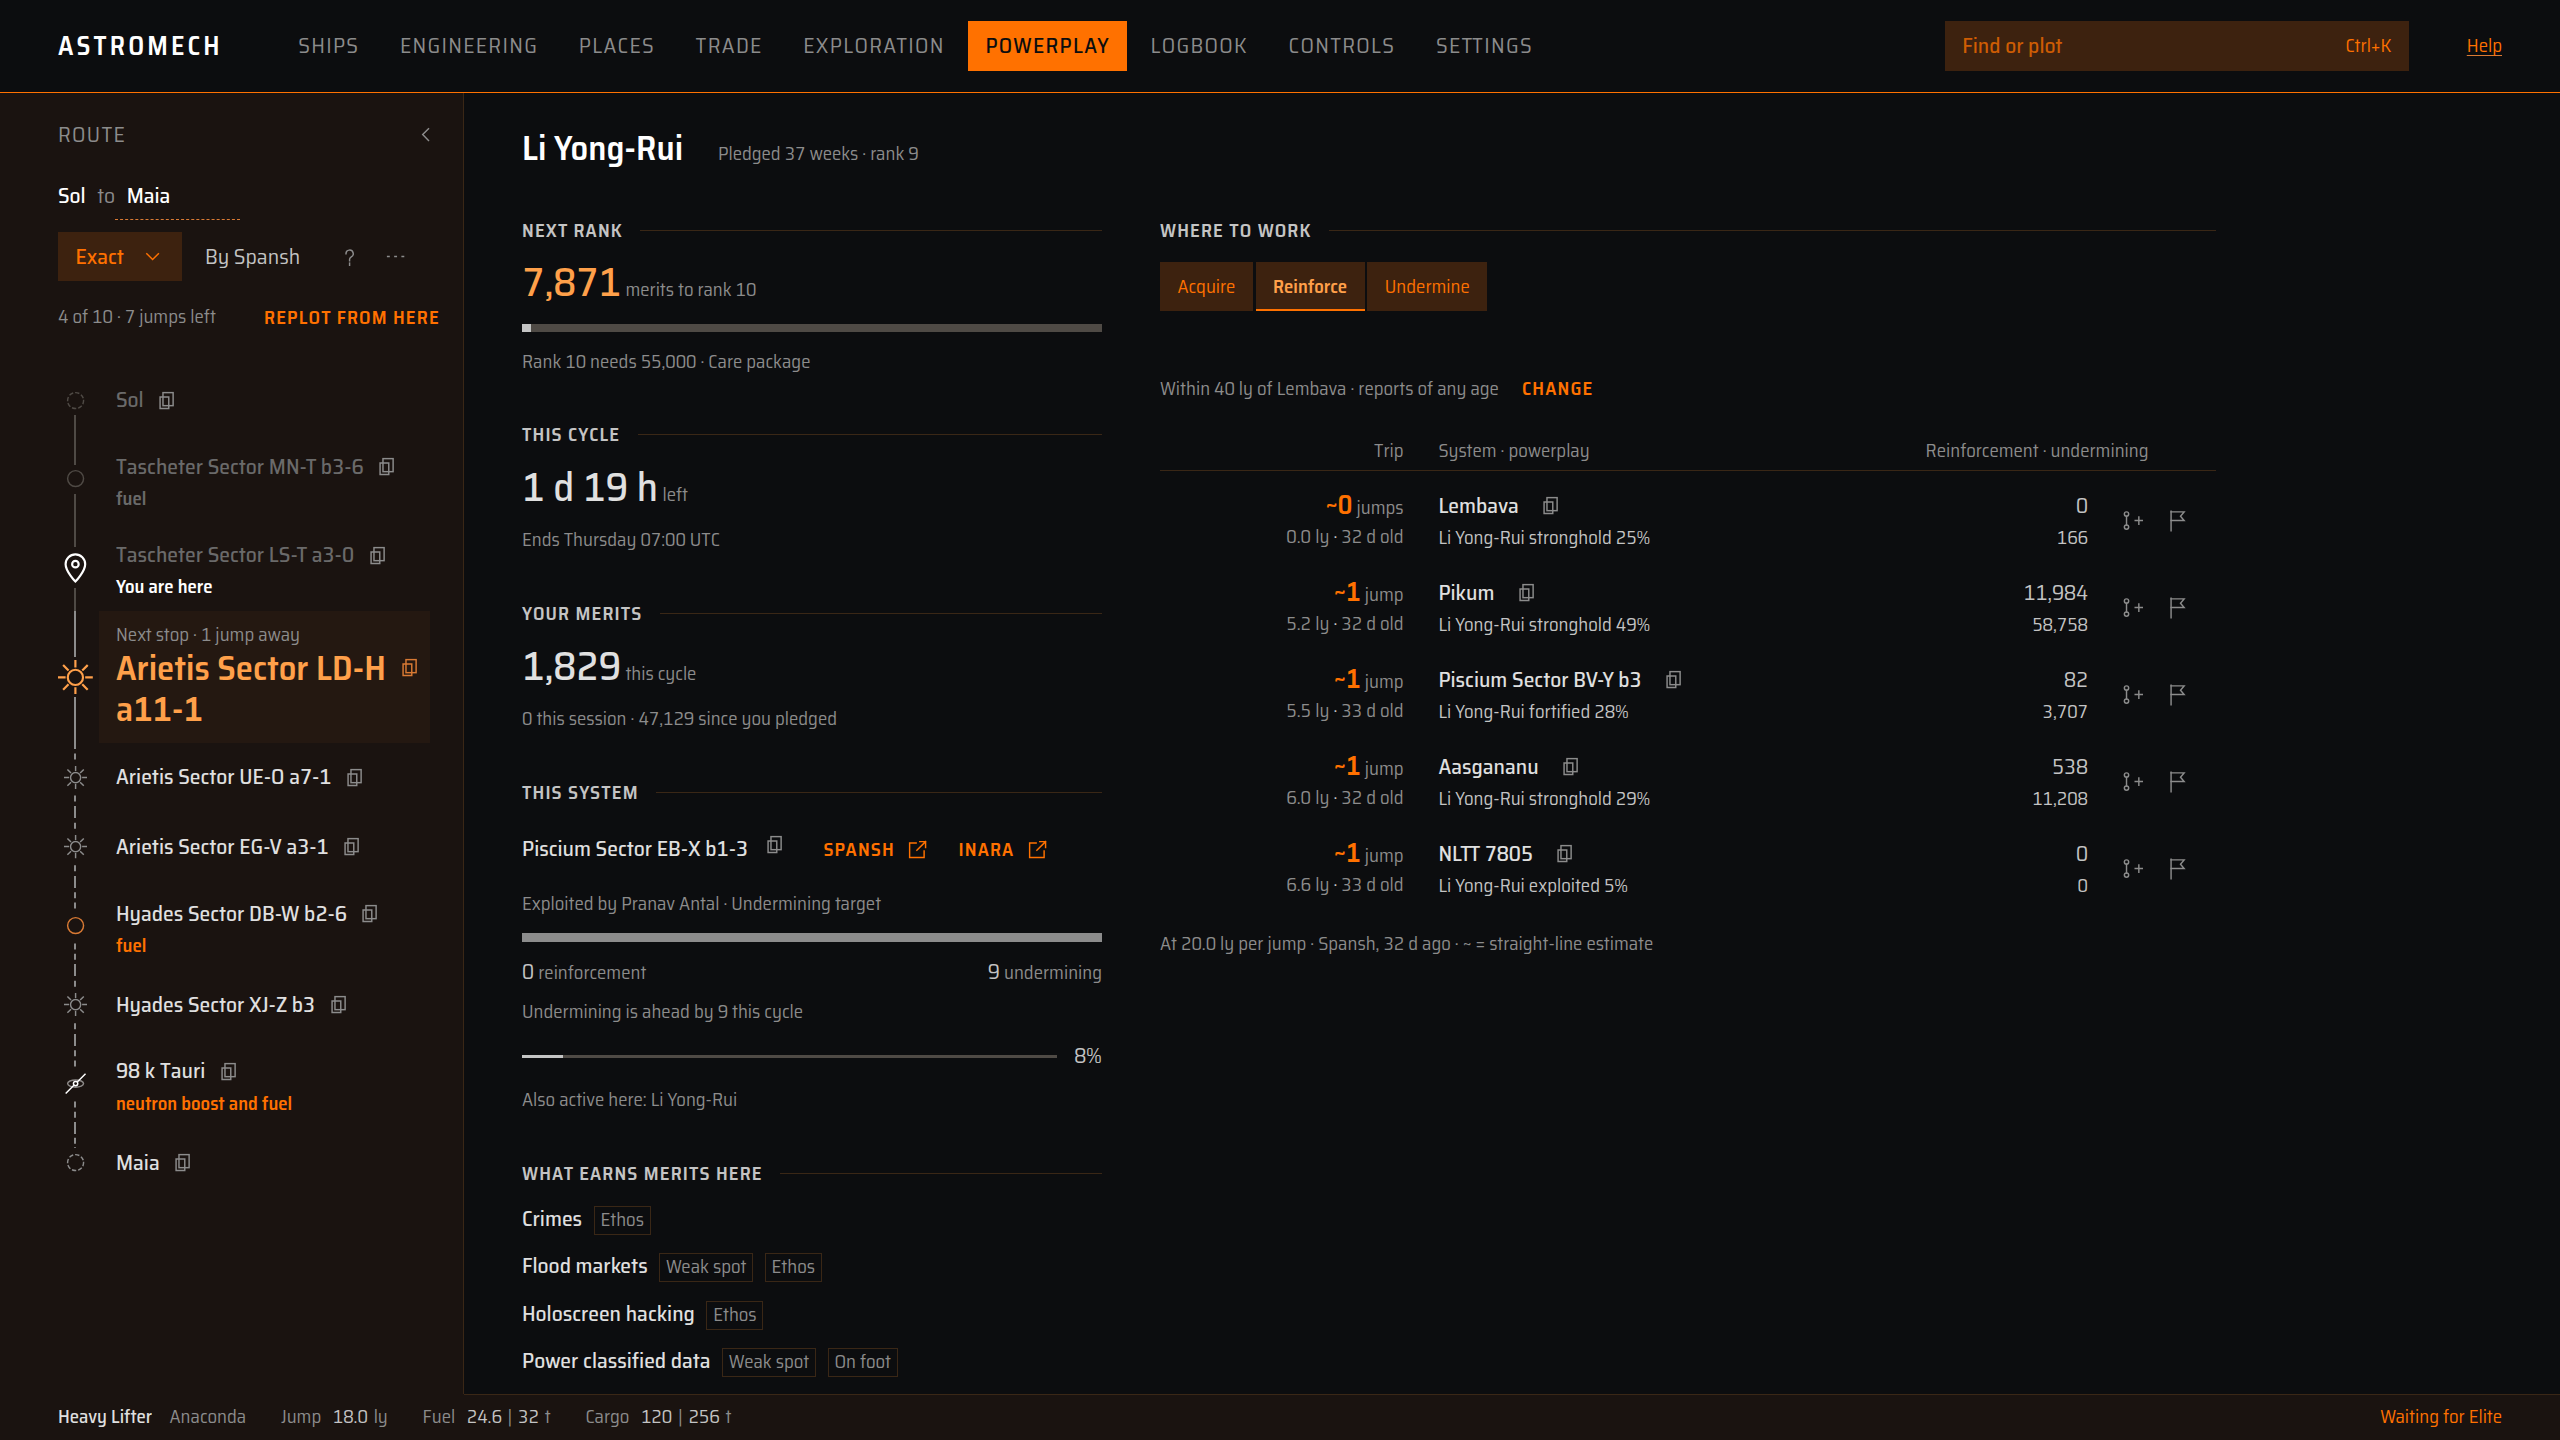 ASTROMECH SHIPS ENGINEERING PLACES TRADE EXPLORATION POWERPLAY LOGBOOK CONTROLS SETTINGS Find or plot Ctrl+K Help
ROUTE
Sol to Maia
Exact By Spansh ? ...
4 of 10 · 7 jumps left REPLOT FROM HERE
Sol
Tascheter Sector MN-T b3-6
fuel
Tascheter Sector LS-T a3-0
You are here
Next stop · 1 jump away
Arietis Sector LD-H
a11-1
Arietis Sector UE-O a7-1
Arietis Sector EG-V a3-1
Hyades Sector DB-W b2-6
fuel
Hyades Sector XJ-Z b3
98 k Tauri
neutron boost and fuel
Maia
Li Yong-Rui Pledged 37 weeks · rank 9
NEXT RANK
7,871 merits to rank 10
Rank 10 needs 55,000 · Care package
THIS CYCLE
1 d 19 h left
Ends Thursday 07:00 UTC
YOUR MERITS
1,829 this cycle
0 this session · 47,129 since you pledged
THIS SYSTEM
Piscium Sector EB-X b1-3 SPANSH INARA
Exploited by Pranav Antal · Undermining target
0 reinforcement 9 undermining
Undermining is ahead by 9 this cycle
8%
Also active here: Li Yong-Rui
WHAT EARNS MERITS HERE
Crimes Ethos
Flood markets Weak spot Ethos
Holoscreen hacking Ethos
Power classified data Weak spot On foot
WHERE TO WORK
Acquire Reinforce Undermine
Within 40 ly of Lembava · reports of any age CHANGE
Trip System · powerplay Reinforcement · undermining
~0 jumps Lembava 0
0.0 ly · 32 d old Li Yong-Rui stronghold 25% 166
~1 jump Pikum 11,984
5.2 ly · 32 d old Li Yong-Rui stronghold 49% 58,758
~1 jump Piscium Sector BV-Y b3 82
5.5 ly · 33 d old Li Yong-Rui fortified 28% 3,707
~1 jump Aasgananu 538
6.0 ly · 32 d old Li Yong-Rui stronghold 29% 11,208
~1 jump NLTT 7805 0
6.6 ly · 33 d old Li Yong-Rui exploited 5% 0
At 20.0 ly per jump · Spansh, 32 d ago · ~ = straight-line estimate
Heavy Lifter Anaconda Jump 18.0 ly Fuel 24.6 | 32 t Cargo 120 | 256 t Waiting for Elite